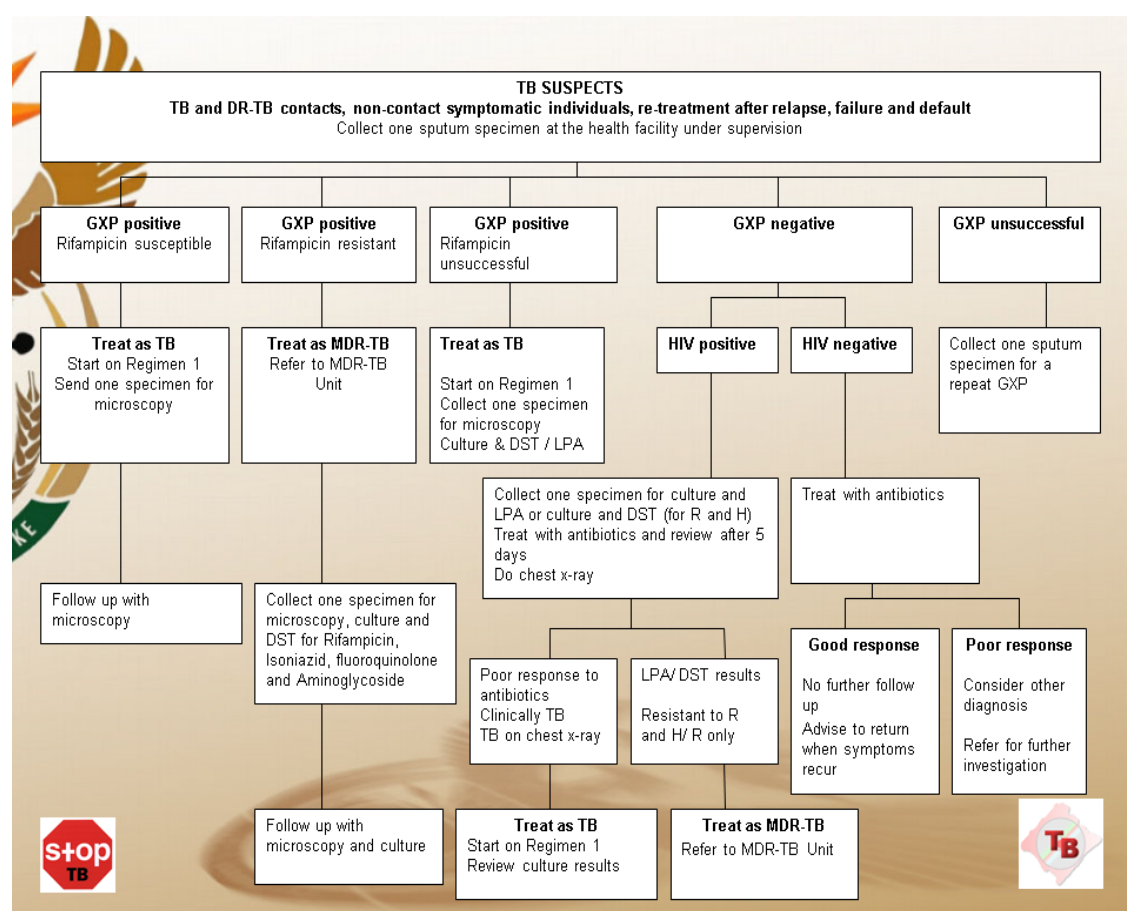 TB SUSPECTS
TB and DR-TB contacts, non-contact symptomatic individuals, re-treatment after relapse, failure and default
Collect one sputum specimen at the health facility under supervision
GXP positive
Rifampicin susceptible
GXP positive
Rifampicin resistant
GXP positive
Rifampicin
unsuccessful
GXP negative
GXP unsuccessful
Treat as TB
Start on Regimen 1
Send one specimen for
microscopy
Treat as MDR-TB
Refer to MDR-TB
Unit
Treat as TB
Start on Regimen 1
Collect one specimen
for microscopy
Culture & DST / LPA
HIV positive
HIV negative
Collect one sputum
specimen for a
repeat GXP
Collect one specimen for culture and
LPA or culture and DST (for R and H)
Treat with antibiotics and review after 5
days
Do chest x-ray
Treat with antibiotics
KE
Follow up with
microscopy
Collect one specimen for
microscopy, culture and
DST for Rifampicin,
Isoniazid, fluoroquinolone
and Aminoglycoside
Poor response to
antibiotics
Clinically TB
TB on chest x-ray
LPA/ DST results
Resistant to R
and H/ R only
Good response
No further follow
up
Advise to return
when symptoms
recur
Poor response
Consider other
diagnosis
Refer for further
investigation
Follow up with
microscopy and culture
Treat as TB
Start on Regimen 1
Review culture results
Treat as MDR-TB
Refer to MDR-TB Unit
stop
TB
TB